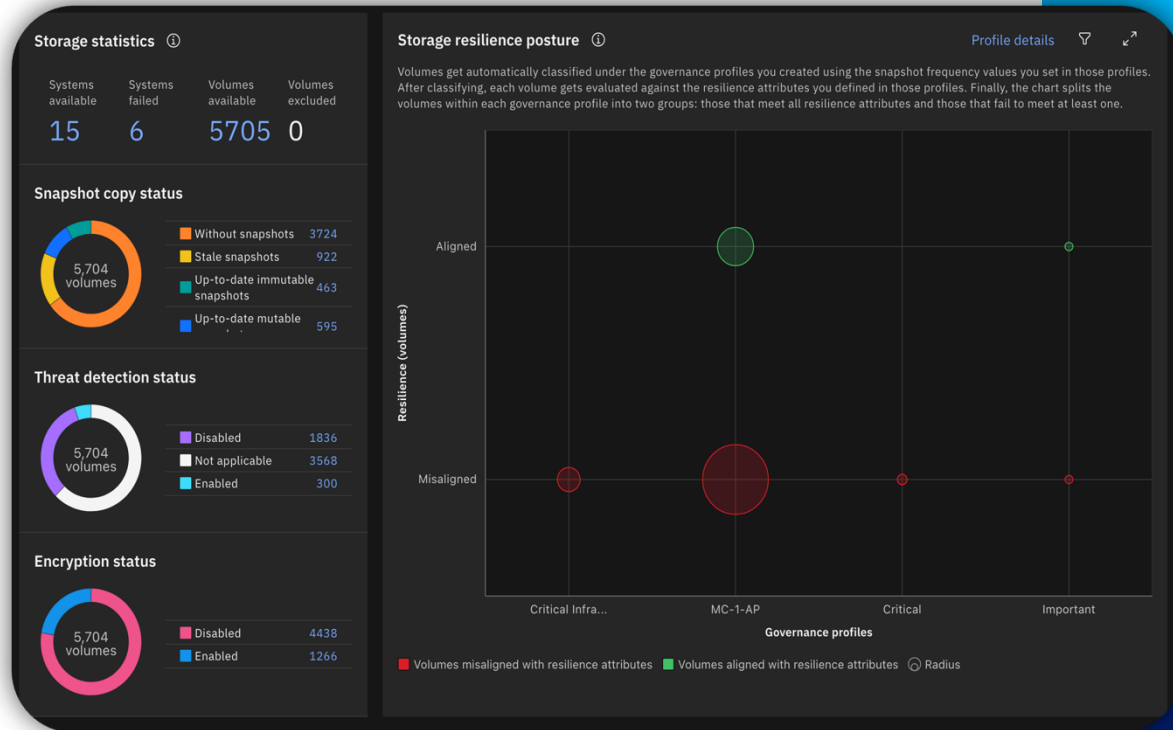 Storage statistics
Systems available
15
Systems failed
6
Volumes available
5705
Volumes excluded
0
Snapshot copy status
5,704 volumes
Without snapshots 3724
Stale snapshots 922
Up-to-date immutable snapshots 463
Up-to-date mutable 595
Threat detection status
5,704 volumes
Disabled 1836
Not applicable 3568
Enabled 300
Encryption status
5,704 volumes
Disabled 4438
Enabled 1266
Storage resilience posture
Profile details
Volumes get automatically classified under the governance profiles you created using the snapshot frequency values you set in those profiles.
After classifying, each volume gets evaluated against the resilience attributes you defined in those profiles. Finally, the chart splits the
volumes within each governance profile into two groups: those that meet all resilience attributes and those that fail to meet at least one.
Resilience (volumes)
Aligned
Misaligned
Critical Infra...
MC-1-AP
Critical
Important
Governance profiles
Volumes misaligned with resilience attributes
Volumes aligned with resilience attributes
Radius